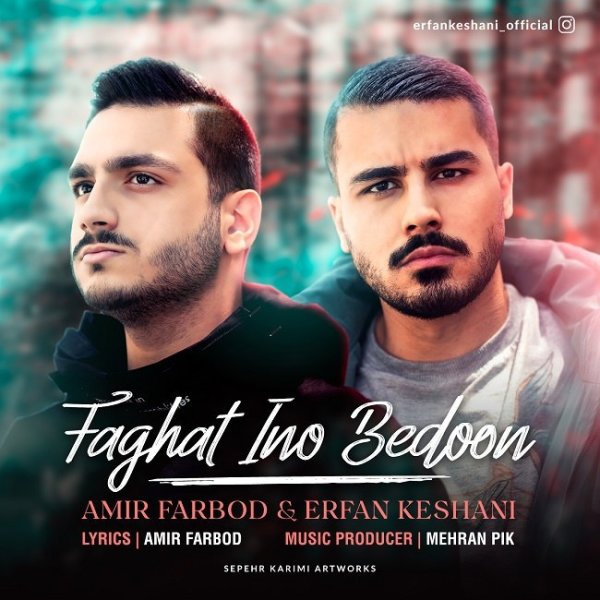 erfankeshani_official
Faghat Ino Bedoon
AMIR FARBOD & ERFAN KESHANI
LYRICS | AMIR FARBOD MUSIC PRODUCER | MEHRAN PIK
SEPEHR KARIMI ARTWORKS